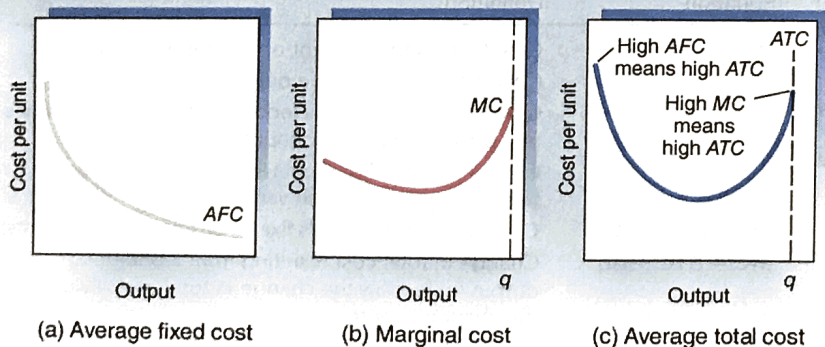 Cost per unit
AFC
Output
(a) Average fixed cost
Cost per unit
MC
Output
q
(b) Marginal cost
Cost per unit
High AFC
means high ATC
ATC
High MC
means
high ATC
Output
q
(c) Average total cost